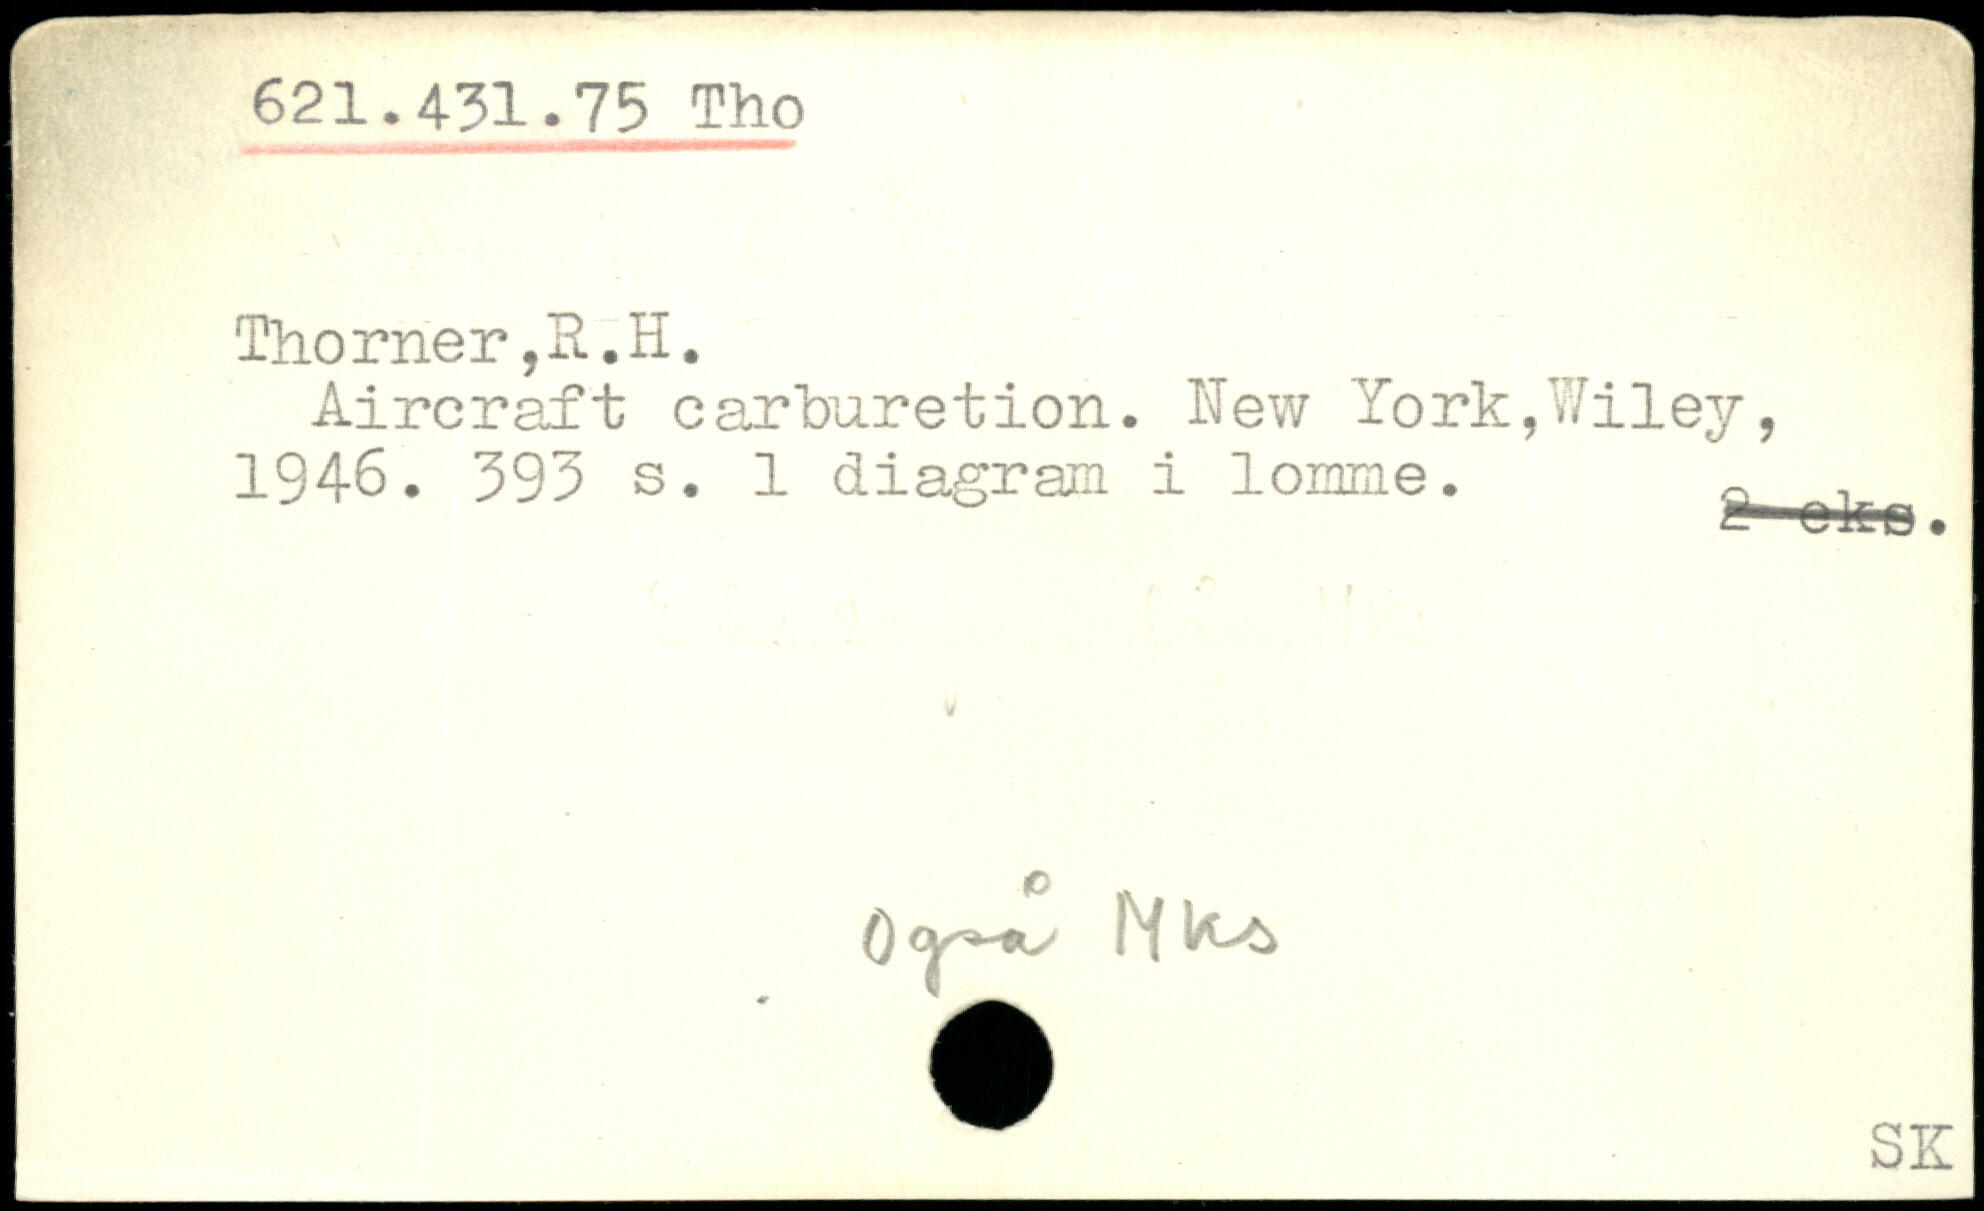 621.431.75 Tho
Thorner,R.H.
Aircraft carburetion. New York,Wiley,
1946. 393 s. 1 diagram i lomme.
2 eks.
Også Mks
SK